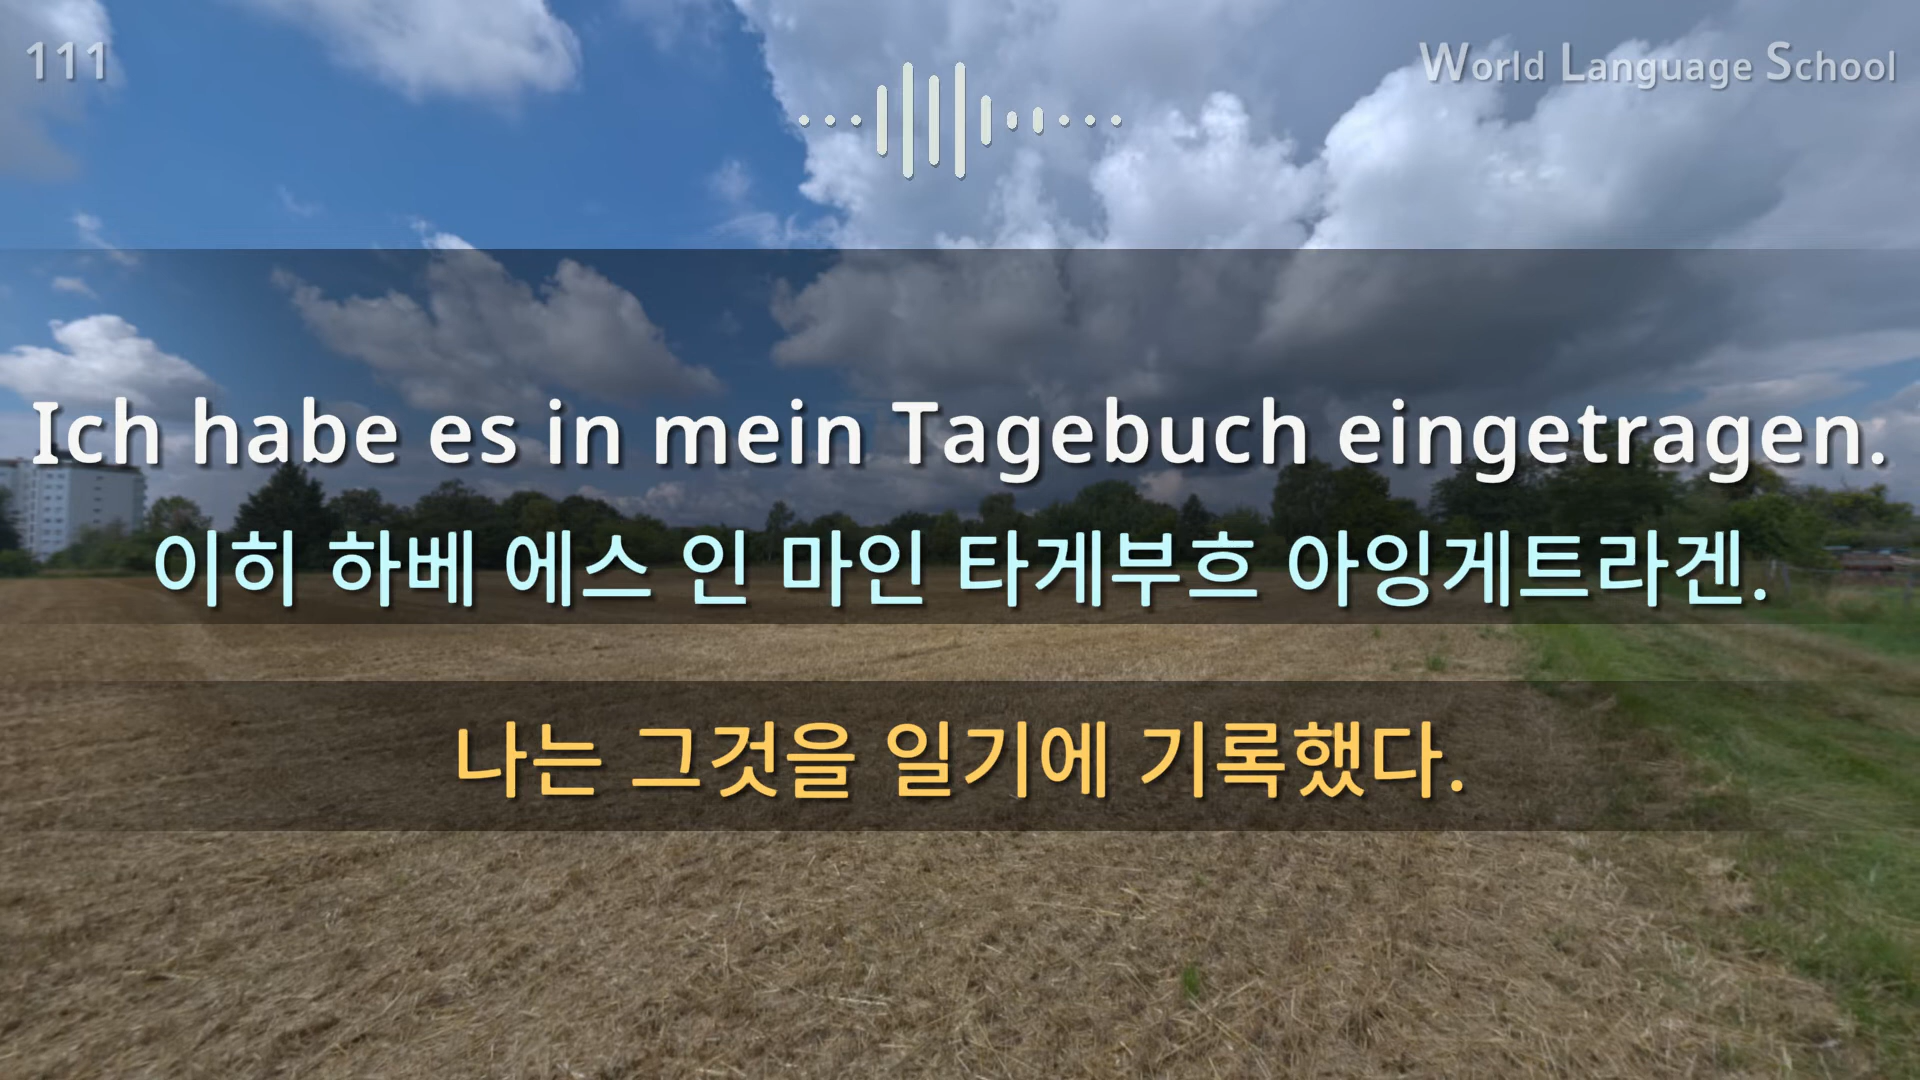 111
World Language School
Ich habe es in mein Tagebuch eingetragen.
이히 하베 에스 인 마인 타게부흐 아잉게트라겐.
나는 그것을 일기에 기록했다.